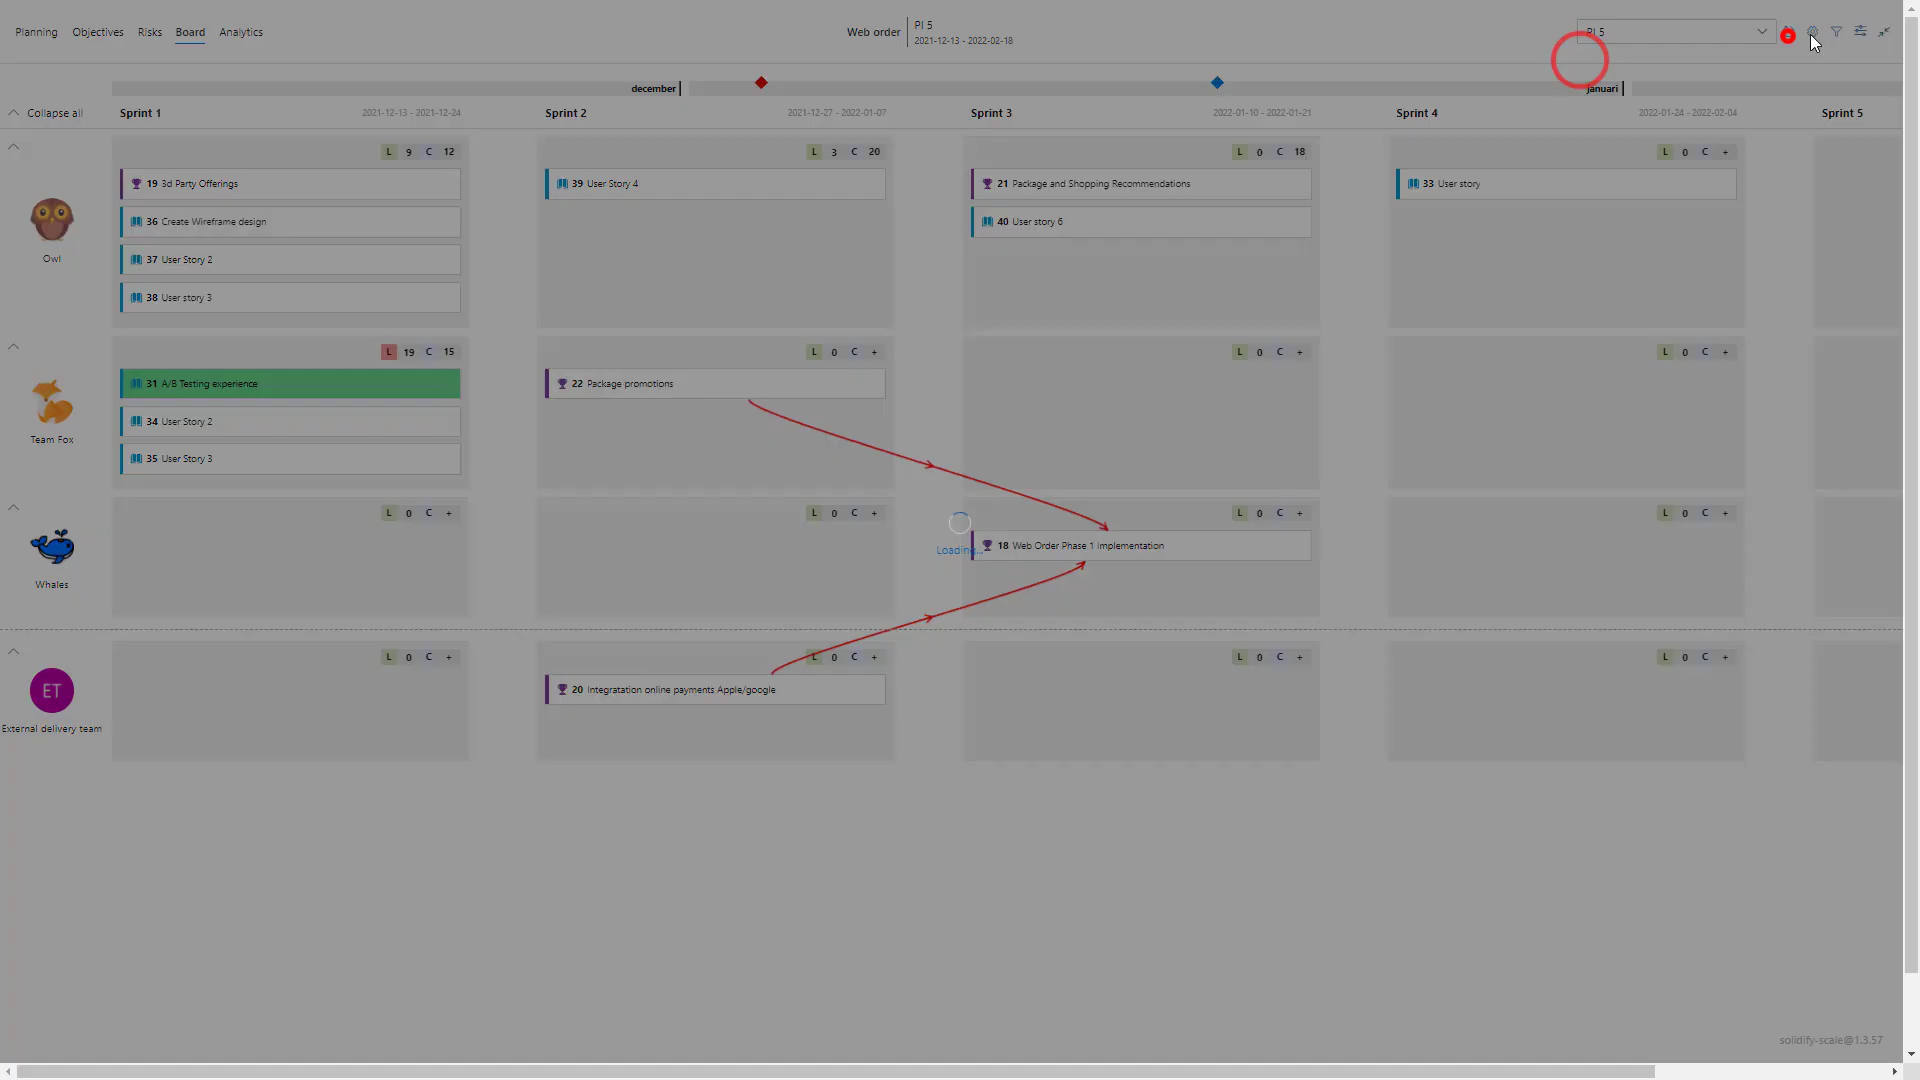 Planning Objectives Risks Board Analytics
Web order
PI 5
2021-12-13 - 2022-02-18
PI 5
december
januari
Collapse all
Sprint 1 2021-12-13 - 2021-12-24
Sprint 2 2021-12-27 - 2022-01-07
Sprint 3 2022-01-10 - 2022-01-21
Sprint 4 2022-01-24 - 2022-02-04
Sprint 5
Owl
L 9 C 12
19 3d Party Offerings
36 Create Wireframe design
37 User Story 2
38 User story 3
L 3 C 20
39 User Story 4
L 0 C 18
21 Package and Shopping Recommendations
40 User story 6
L 0 C +
33 User story
Team Fox
L 19 C 15
31 A/B Testing experience
34 User Story 2
35 User Story 3
L 0 C +
22 Package promotions
L 0 C +
L 0 C +
Whales
L 0 C +
L 0 C +
L 0 C +
18 Web Order Phase 1 Implementation
L 0 C +
Loading...
External delivery team
ET
L 0 C +
L 0 C +
20 Integratation online payments Apple/google
L 0 C +
L 0 C +
solidify-scale@1.3.57